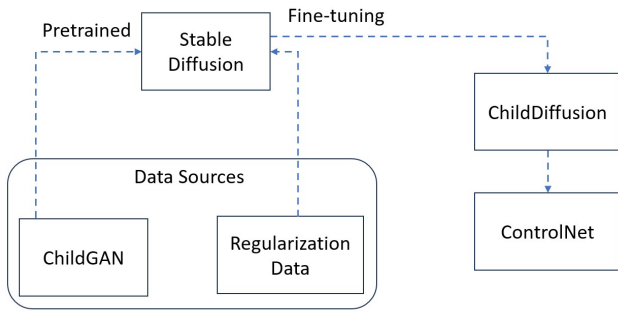 Fine-tuning
Pretrained
Stable
Diffusion
ChildDiffusion
Data Sources
ControlNet
Regularization
Data
ChildGAN